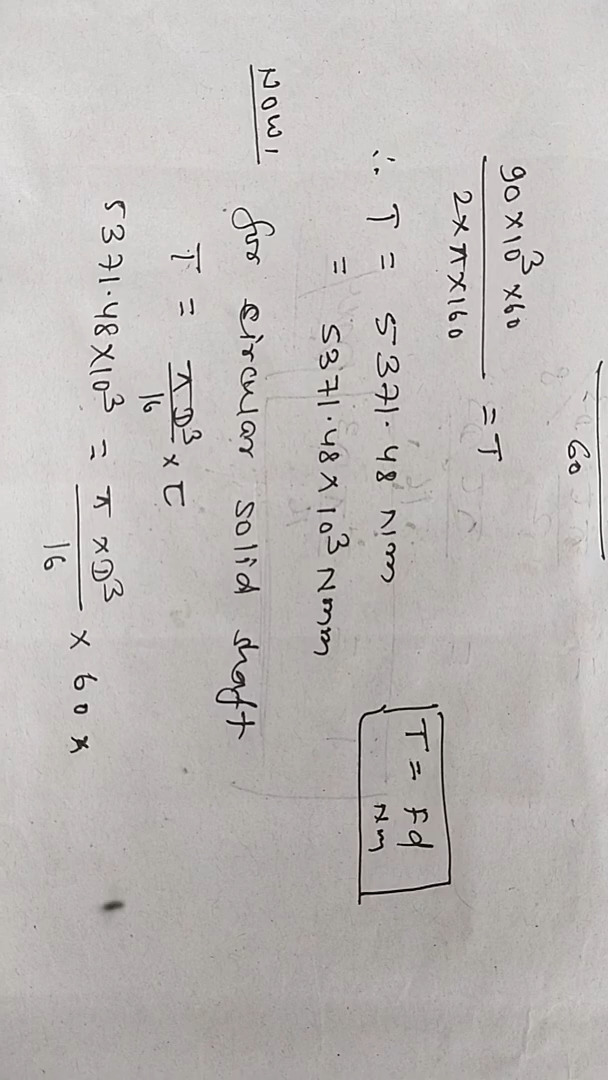 60
90×10³×60 / 2×π×160 = T
∴ T = 5371.48 Nm
= 5371.48×10³ Nmm
T = Fd
Nm
Now,
for circular solid shaft
T = πD³/16 × τ
5371.48×10³ = π×D³/16 × 60 ×